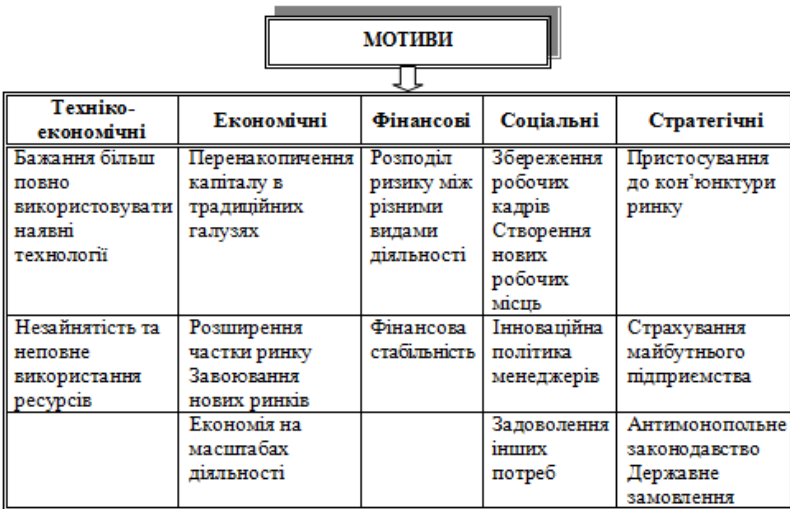 МОТИВИ
Техніко-
економічні
Економічні
Фінансові
Соціальні
Стратегічні
Бажання більш
повно
використовувати
наявні
технології
Перенакопичення
капіталу в
традиційних
галузях
Розподіл
ризику між
різними
видами
діяльності
Збереження
робочих
кадрів
Створення
нових
робочих
місць
Пристосування
до кон’юнктури
ринку
Незайнятість та
неповне
використання
ресурсів
Розширення
частки ринку
Завоювання
нових ринків
Фінансова
стабільність
Інноваційна
політика
менеджерів
Страхування
майбутнього
підприємства
Економія на
масштабах
діяльності
Задоволення
інших
потреб
Антимонопольне
законодавство
Державне
замовлення